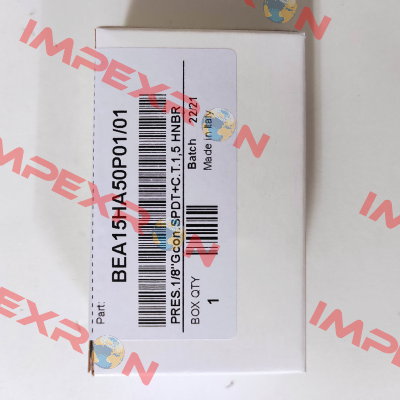 IMPEXRON
Part:
BEA15HA50P01/01
PRES.1/8"Gcon.SPDT+C.T.1,5 HNBR
Batch 22/21
BOX QTY
Made in Italy
1
IMPEXRON
IMPEXRON